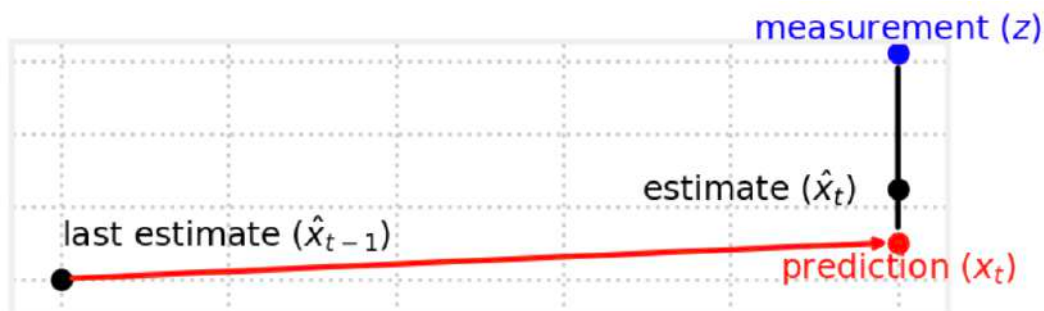 measurement (z)
estimate (x̂ₜ)
last estimate (x̂ₜ₋₁)
prediction (xₜ)